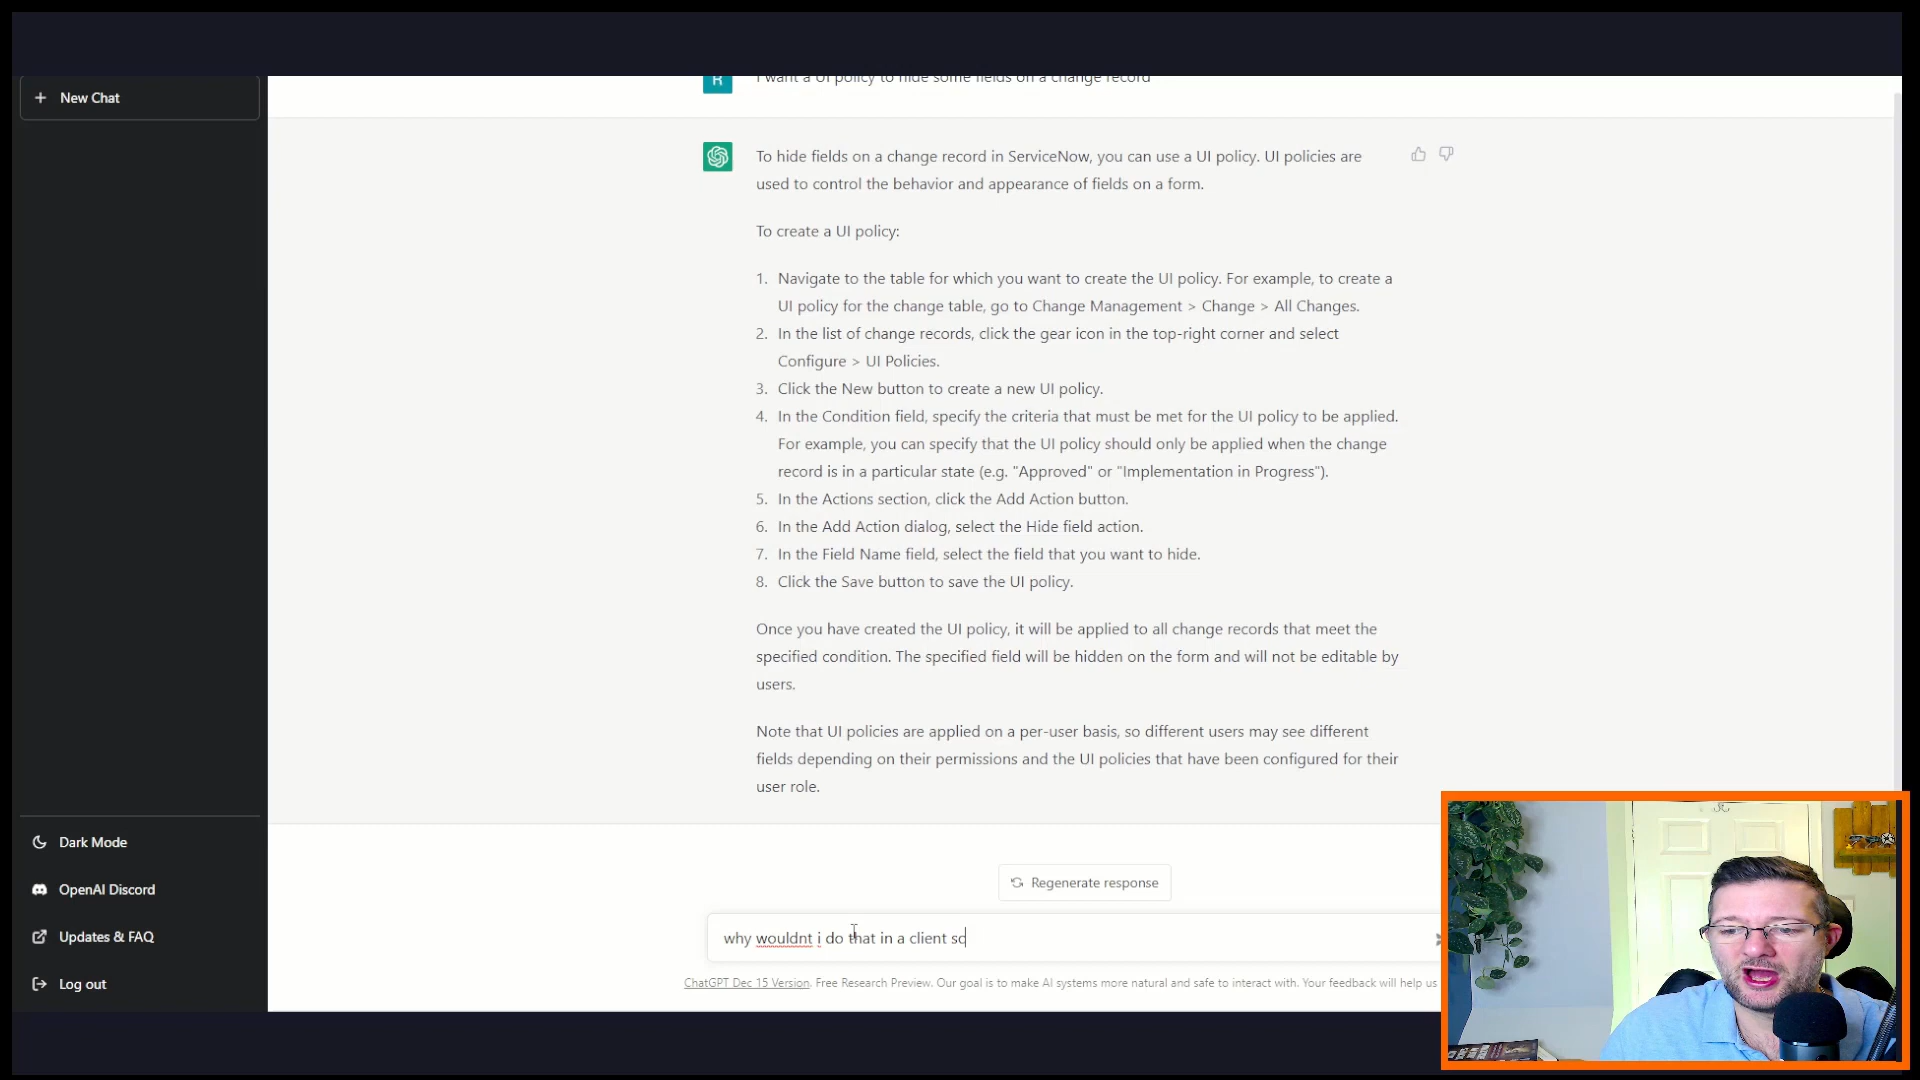 New Chat
R
I want a UI policy to hide some fields on a change record
To hide fields on a change record in ServiceNow, you can use a UI policy. UI policies are
used to control the behavior and appearance of fields on a form.
To create a UI policy:
1. Navigate to the table for which you want to create the UI policy. For example, to create a
UI policy for the change table, go to Change Management > Change > All Changes.
2. In the list of change records, click the gear icon in the top-right corner and select
Configure > UI Policies.
3. Click the New button to create a new UI policy.
4. In the Condition field, specify the criteria that must be met for the UI policy to be applied.
For example, you can specify that the UI policy should only be applied when the change
record is in a particular state (e.g. "Approved" or "Implementation in Progress").
5. In the Actions section, click the Add Action button.
6. In the Add Action dialog, select the Hide field action.
7. In the Field Name field, select the field that you want to hide.
8. Click the Save button to save the UI policy.
Once you have created the UI policy, it will be applied to all change records that meet the
specified condition. The specified field will be hidden on the form and will not be editable by
users.
Note that UI policies are applied on a per-user basis, so different users may see different
fields depending on their permissions and the UI policies that have been configured for their
user role.
Dark Mode
OpenAI Discord
Updates & FAQ
Log out
Regenerate response
why wouldnt i do that in a client sc
ChatGPT Dec 15 Version. Free Research Preview. Our goal is to make AI systems more natural and safe to interact with. Your feedback will help us